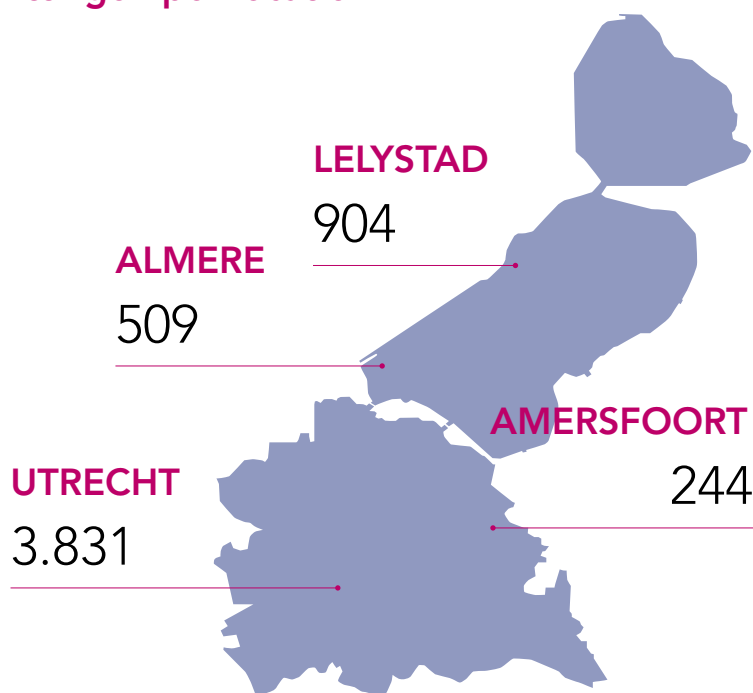 LELYSTAD
904
ALMERE
509
AMERSFOORT
244
UTRECHT
3.831